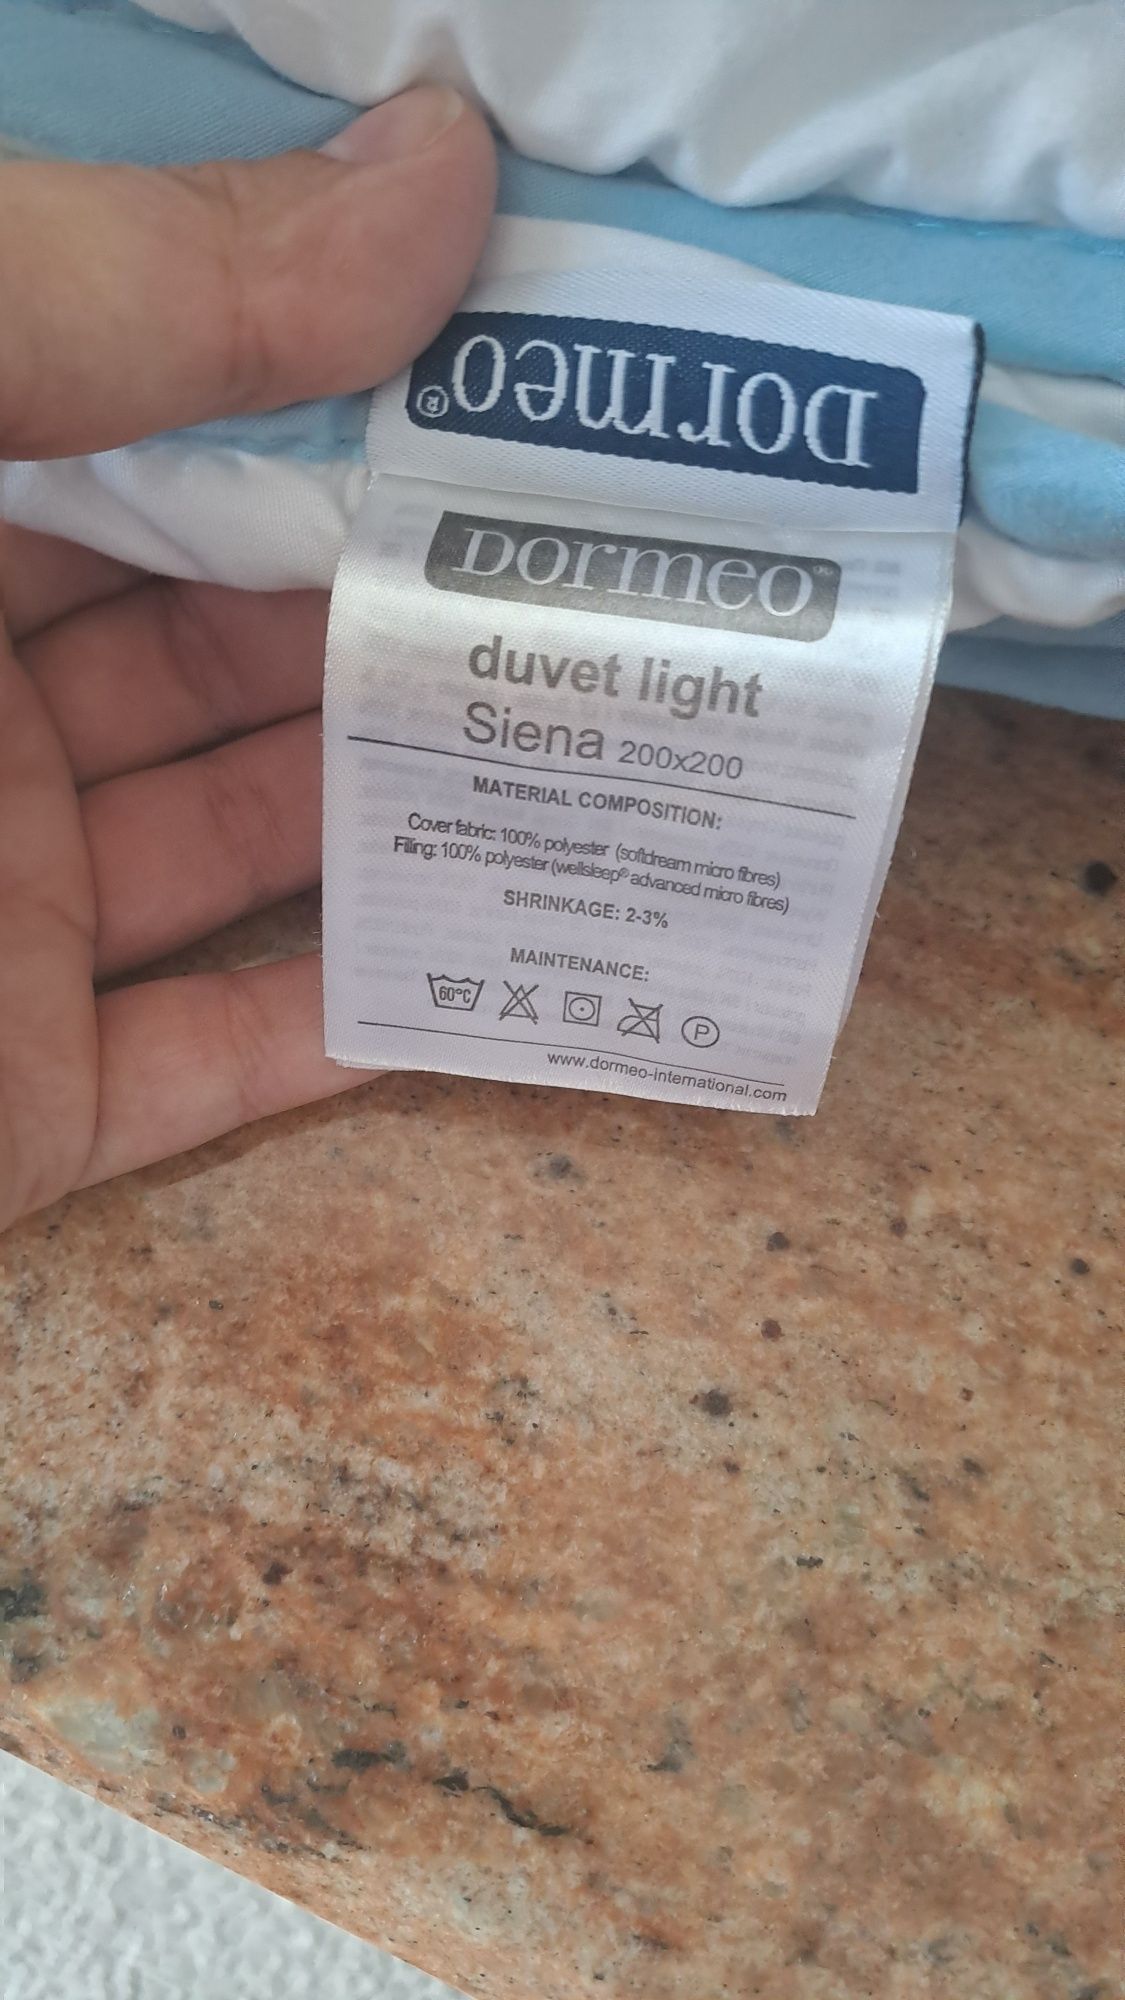 Dormeo®
Dormeo®
duvet light
Siena 200x200
MATERIAL COMPOSITION:
Cover fabric: 100% polyester (softdream micro fibres)
Filling: 100% polyester (wellsleep® advanced micro fibres)
SHRINKAGE: 2-3%
MAINTENANCE:
60°C P
www.dormeo-international.com